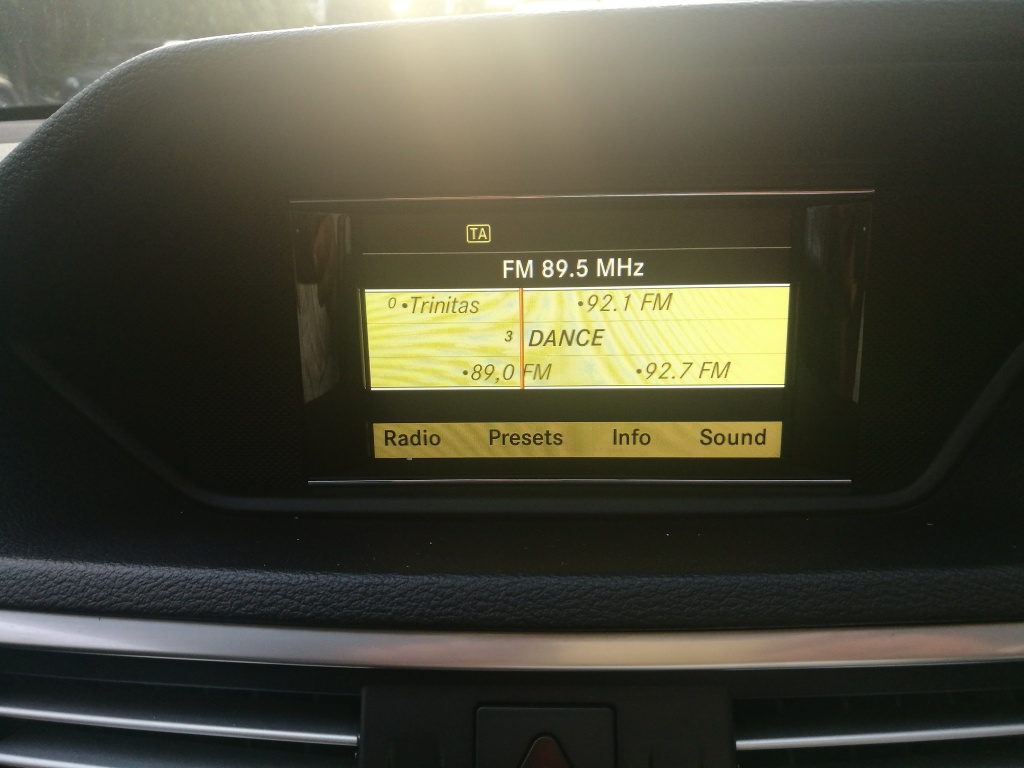 TA
FM 89.5 MHz
0 •Trinitas •92.1 FM
3 DANCE
•89,0 FM •92.7 FM
Radio Presets Info Sound